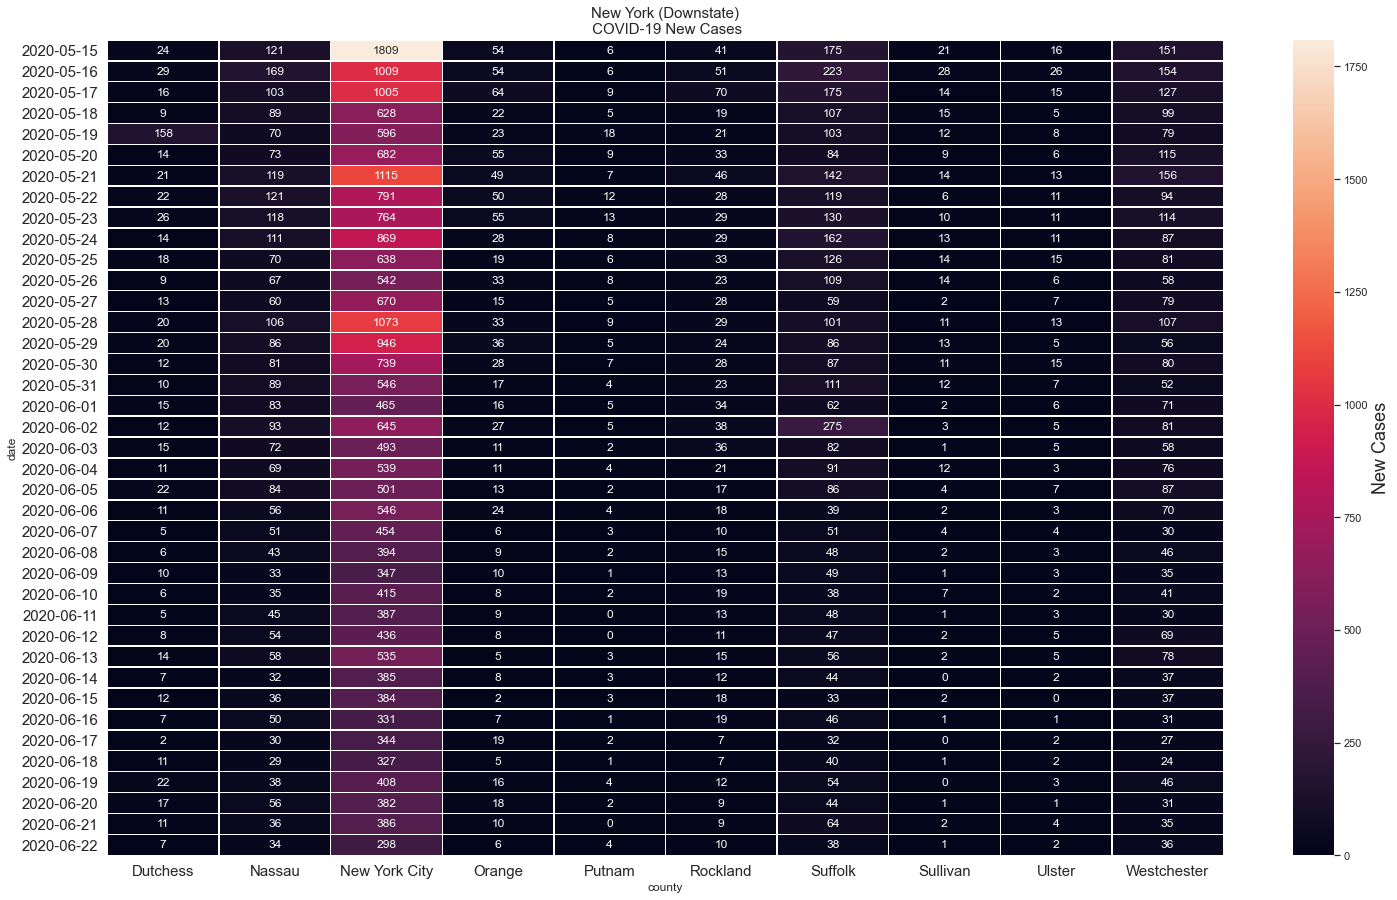 New York (Downstate)
COVID-19 New Cases
2020-05-15 24 121 1809 54 6 41 175 21 16 151
2020-05-16 29 169 1009 54 6 51 223 28 26 154
2020-05-17 16 103 1005 64 9 70 175 14 15 127
2020-05-18 9 89 628 22 5 19 107 15 5 99
2020-05-19 158 70 596 23 18 21 103 12 8 79
2020-05-20 14 73 682 55 9 33 84 9 6 115
2020-05-21 21 119 1115 49 7 46 142 14 13 156
2020-05-22 22 121 791 50 12 28 119 6 11 94
2020-05-23 26 118 764 55 13 29 130 10 11 114
2020-05-24 14 111 869 28 8 29 162 13 11 87
2020-05-25 18 70 638 19 6 33 126 14 15 81
2020-05-26 9 67 542 33 8 23 109 14 6 58
2020-05-27 13 60 670 15 5 28 59 2 7 79
2020-05-28 20 106 1073 33 9 29 101 11 13 107
2020-05-29 20 86 946 36 5 24 86 13 5 56
2020-05-30 12 81 739 28 7 28 87 11 15 80
2020-05-31 10 89 546 17 4 23 111 12 7 52
2020-06-01 15 83 465 16 5 34 62 2 6 71
2020-06-02 12 93 645 27 5 38 275 3 5 81
2020-06-03 15 72 493 11 2 36 82 1 5 58
2020-06-04 11 69 539 11 4 21 91 12 3 76
2020-06-05 22 84 501 13 2 17 86 4 7 87
2020-06-06 11 56 546 24 4 18 39 2 3 70
2020-06-07 5 51 454 6 3 10 51 4 4 30
2020-06-08 6 43 394 9 2 15 48 2 3 46
2020-06-09 10 33 347 10 1 13 49 1 3 35
2020-06-10 6 35 415 8 2 19 38 7 2 41
2020-06-11 5 45 387 9 0 13 48 1 3 30
2020-06-12 8 54 436 8 0 11 47 2 5 69
2020-06-13 14 58 535 5 3 15 56 2 5 78
2020-06-14 7 32 385 8 3 12 44 0 2 37
2020-06-15 12 36 384 2 3 18 33 2 0 37
2020-06-16 7 50 331 7 1 19 46 1 1 31
2020-06-17 2 30 344 19 2 7 32 0 2 27
2020-06-18 11 29 327 5 1 7 40 1 2 24
2020-06-19 22 38 408 16 4 12 54 0 3 46
2020-06-20 17 56 382 18 2 9 44 1 1 31
2020-06-21 11 36 386 10 0 9 64 2 4 35
2020-06-22 7 34 298 6 4 10 38 1 2 36
Dutchess Nassau New York City Orange Putnam Rockland Suffolk Sullivan Ulster Westchester
county
date
1750
1500
1250
1000
750
500
250
0
New Cases